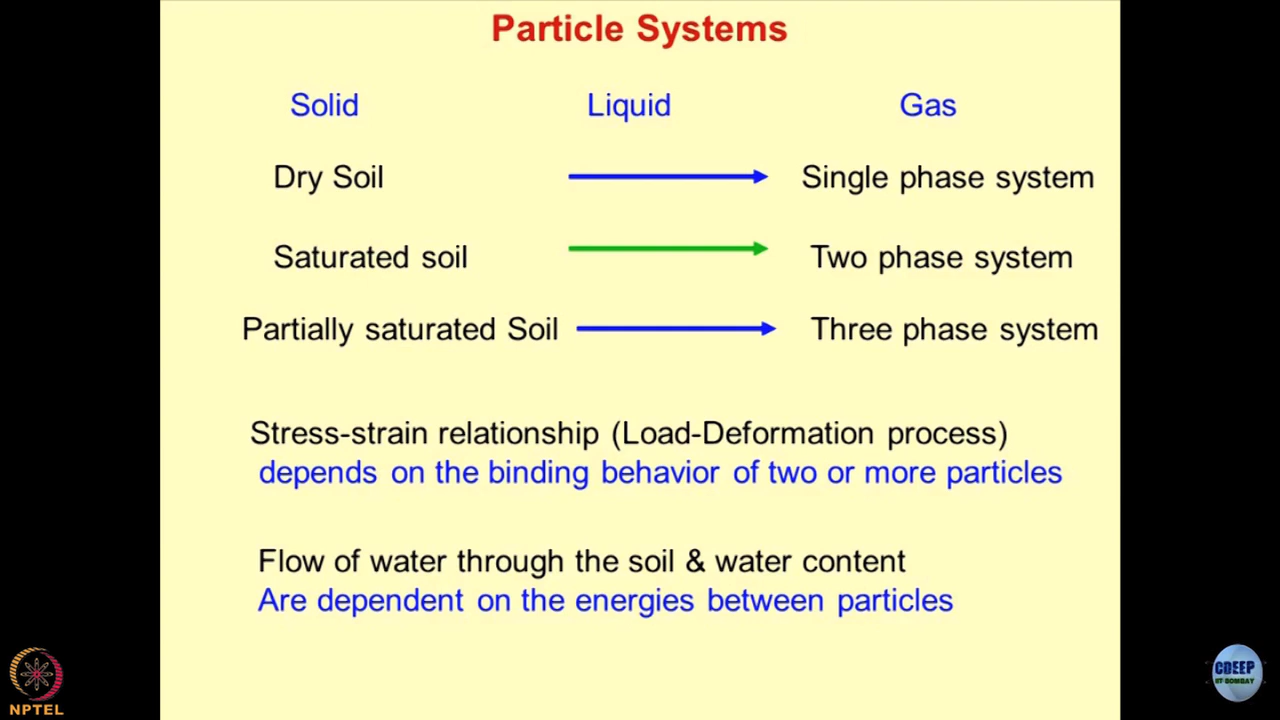 Particle Systems
Solid Liquid Gas
Dry Soil Single phase system
Saturated soil Two phase system
Partially saturated Soil Three phase system
Stress-strain relationship (Load-Deformation process)
depends on the binding behavior of two or more particles
Flow of water through the soil & water content
Are dependent on the energies between particles
NPTEL
CDEEP
IIT BOMBAY